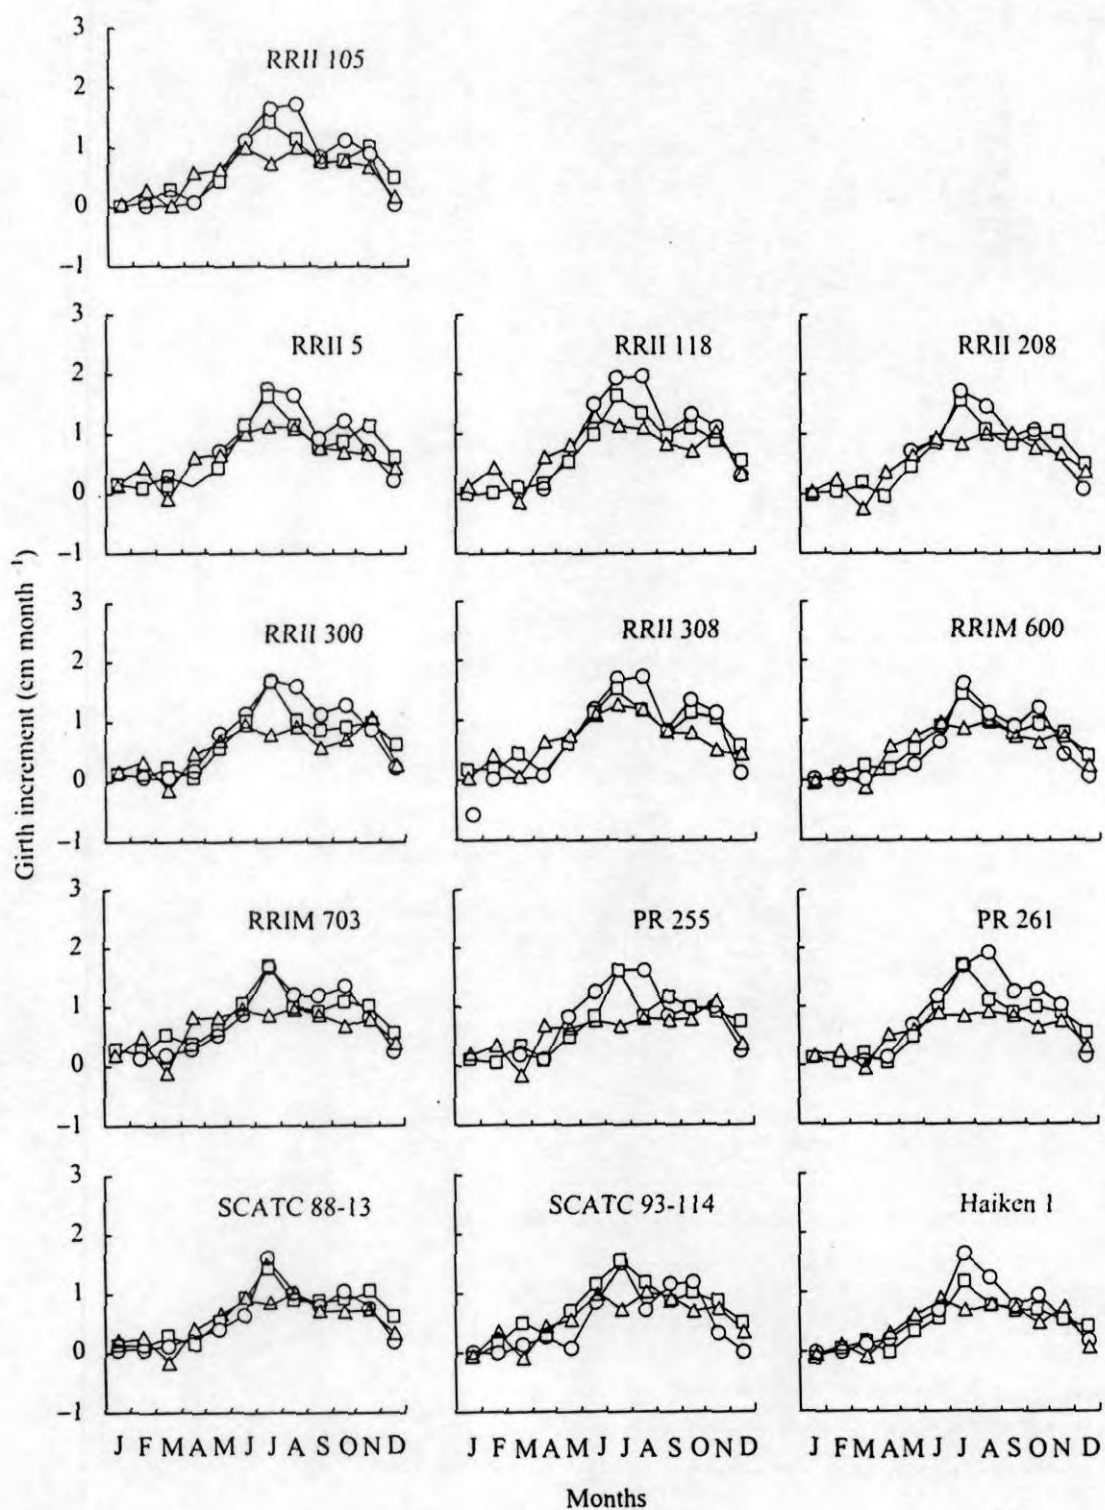 3
2
1
0
−1
RRII 105
3
2
1
0
−1
RRII 5
RRII 118
RRII 208
Girth increment (cm month ⁻¹)
3
2
1
0
−1
RRII 300
RRII 308
RRIM 600
3
2
1
0
−1
RRIM 703
PR 255
PR 261
3
2
1
0
−1
SCATC 88-13
SCATC 93-114
Haiken 1
J F M A M J J A S O N D J F M A M J J A S O N D J F M A M J J A S O N D
Months